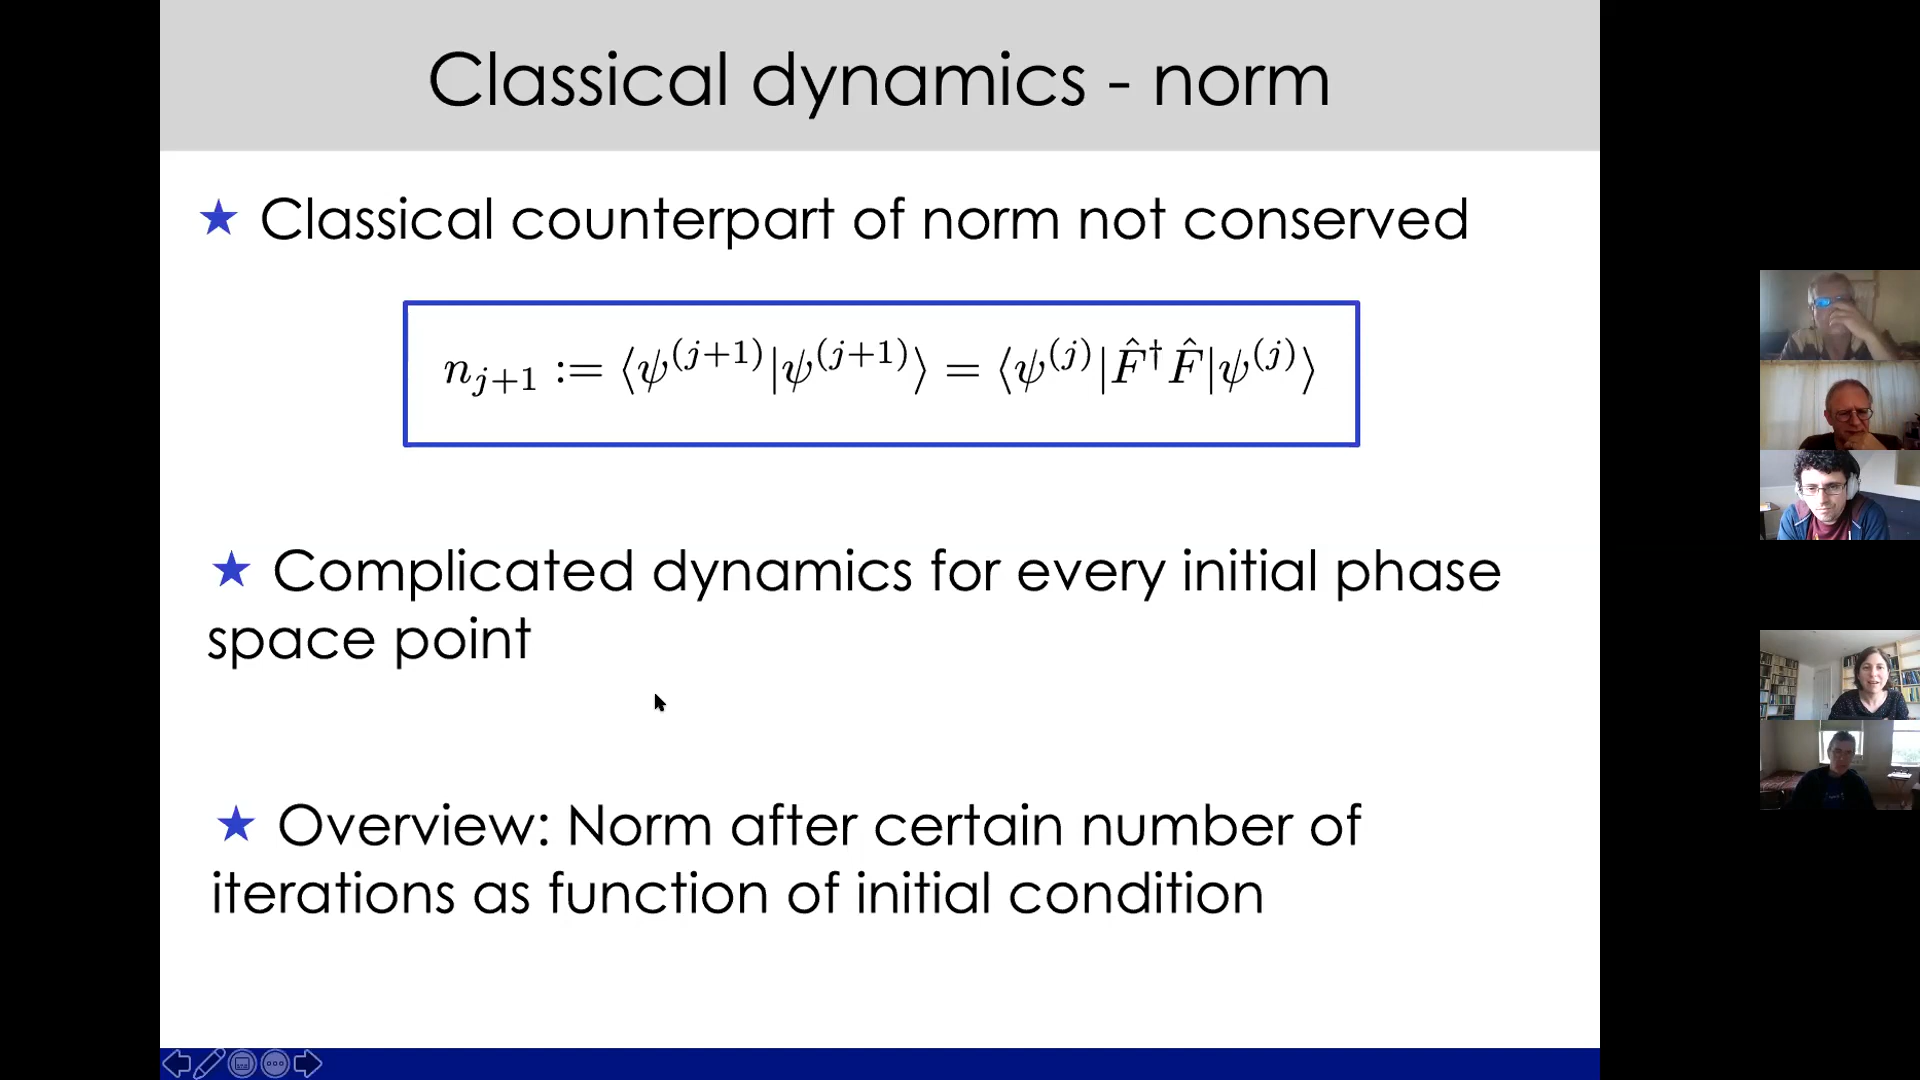 Classical dynamics - norm
★ Classical counterpart of norm not conserved
n_{j+1} := ⟨ψ^{(j+1)}|ψ^{(j+1)}⟩ = ⟨ψ^{(j)}|F̂†F̂|ψ^{(j)}⟩
★ Complicated dynamics for every initial phase
space point
★ Overview: Norm after certain number of
iterations as function of initial condition